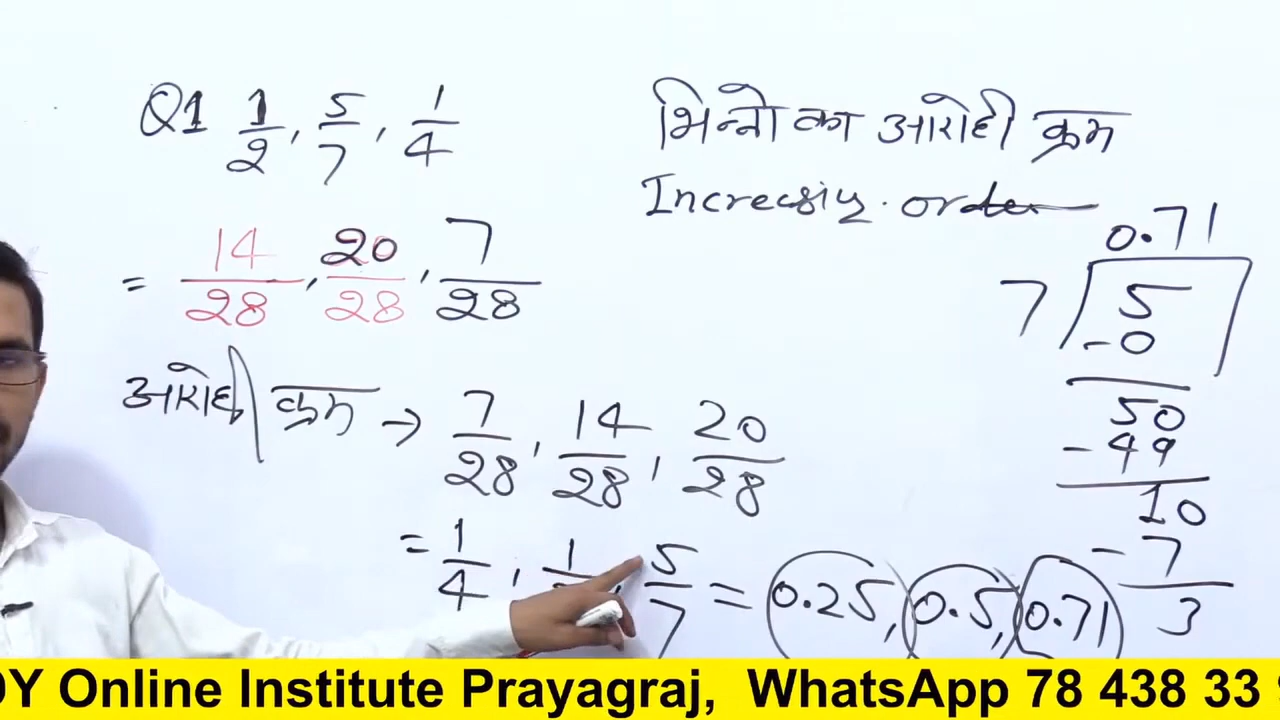 Q1 1/2, 5/7, 1/4
भिन्नो का आरोही क्रम
Increasing order
= 14/28, 20/28, 7/28
0.71
7 5
-0
50
-49
10
-7
3
आरोही क्रम → 7/28, 14/28, 20/28
= 1/4, 1/, 5/7 = 0.25, 0.5, 0.71
Y Online Institute Prayagraj, WhatsApp 78 438 33